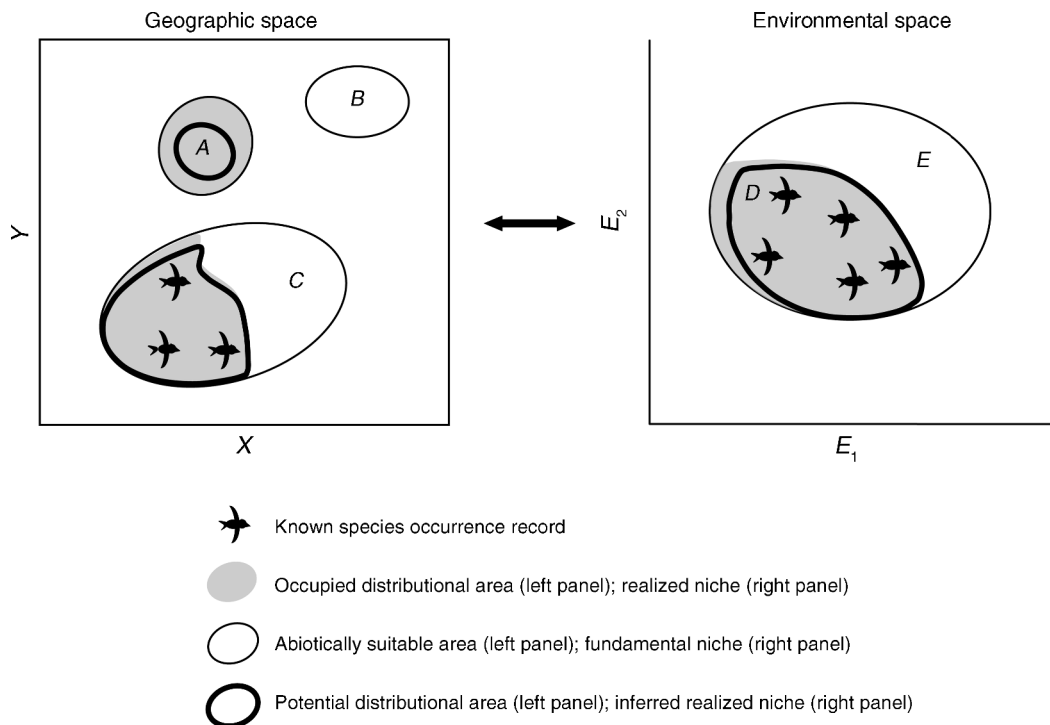 Geographic space
Environmental space
A
B
C
Y
X
D
E
E2
E1
Known species occurrence record
Occupied distributional area (left panel); realized niche (right panel)
Abiotically suitable area (left panel); fundamental niche (right panel)
Potential distributional area (left panel); inferred realized niche (right panel)